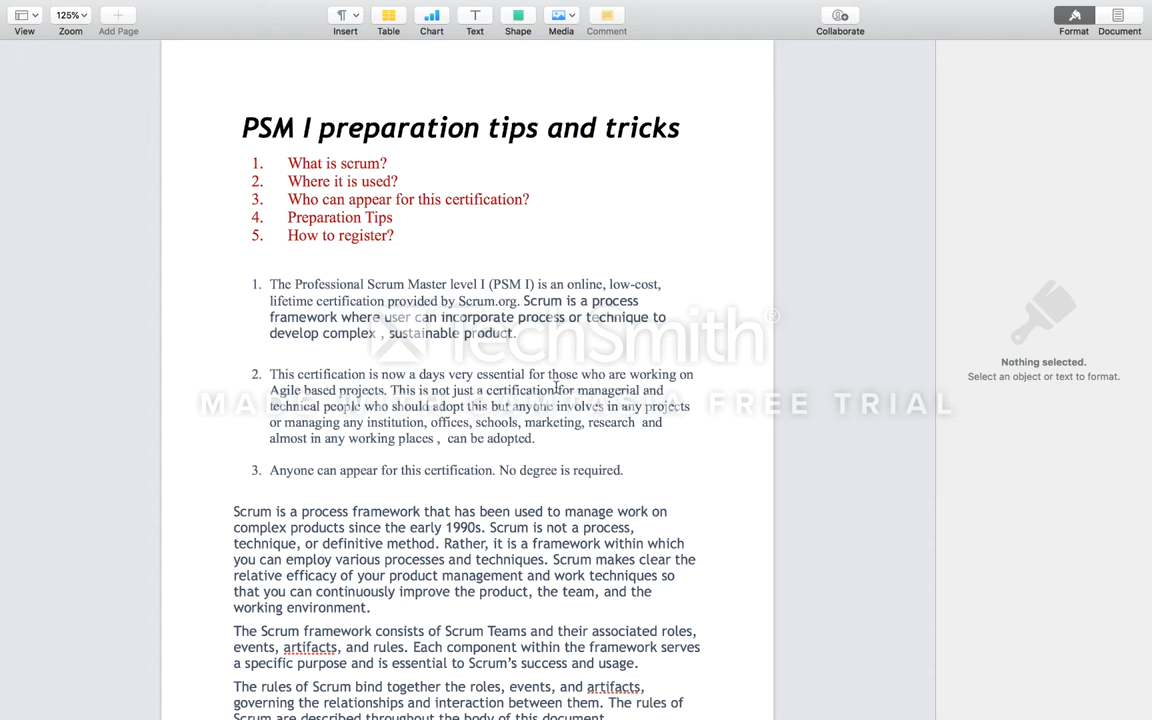 View
125%
Zoom
Add Page
Insert
Table
Chart
Text
Shape
Media
Comment
Collaborate
Format
Document
PSM I preparation tips and tricks
1. What is scrum?
2. Where it is used?
3. Who can appear for this certification?
4. Preparation Tips
5. How to register?
1. The Professional Scrum Master level I (PSM I) is an online, low-cost,
lifetime certification provided by Scrum.org. Scrum is a process
framework where user can incorporate process or technique to
develop complex , sustainable product.
TechSmith®
2. This certification is now a days very essential for those who are working on
Agile based projects. This is not just a certification for managerial and
technical people who should adopt this but anyone involves in any projects
or managing any institution, offices, schools, marketing, research and
almost in any working places , can be adopted.
MADE WITH CAMTASIA FREE TRIAL
3. Anyone can appear for this certification. No degree is required.
Scrum is a process framework that has been used to manage work on
complex products since the early 1990s. Scrum is not a process,
technique, or definitive method. Rather, it is a framework within which
you can employ various processes and techniques. Scrum makes clear the
relative efficacy of your product management and work techniques so
that you can continuously improve the product, the team, and the
working environment.
The Scrum framework consists of Scrum Teams and their associated roles,
events, artifacts, and rules. Each component within the framework serves
a specific purpose and is essential to Scrum’s success and usage.
The rules of Scrum bind together the roles, events, and artifacts,
governing the relationships and interaction between them. The rules of
Scrum are described throughout the body of this document.
Nothing selected.
Select an object or text to format.